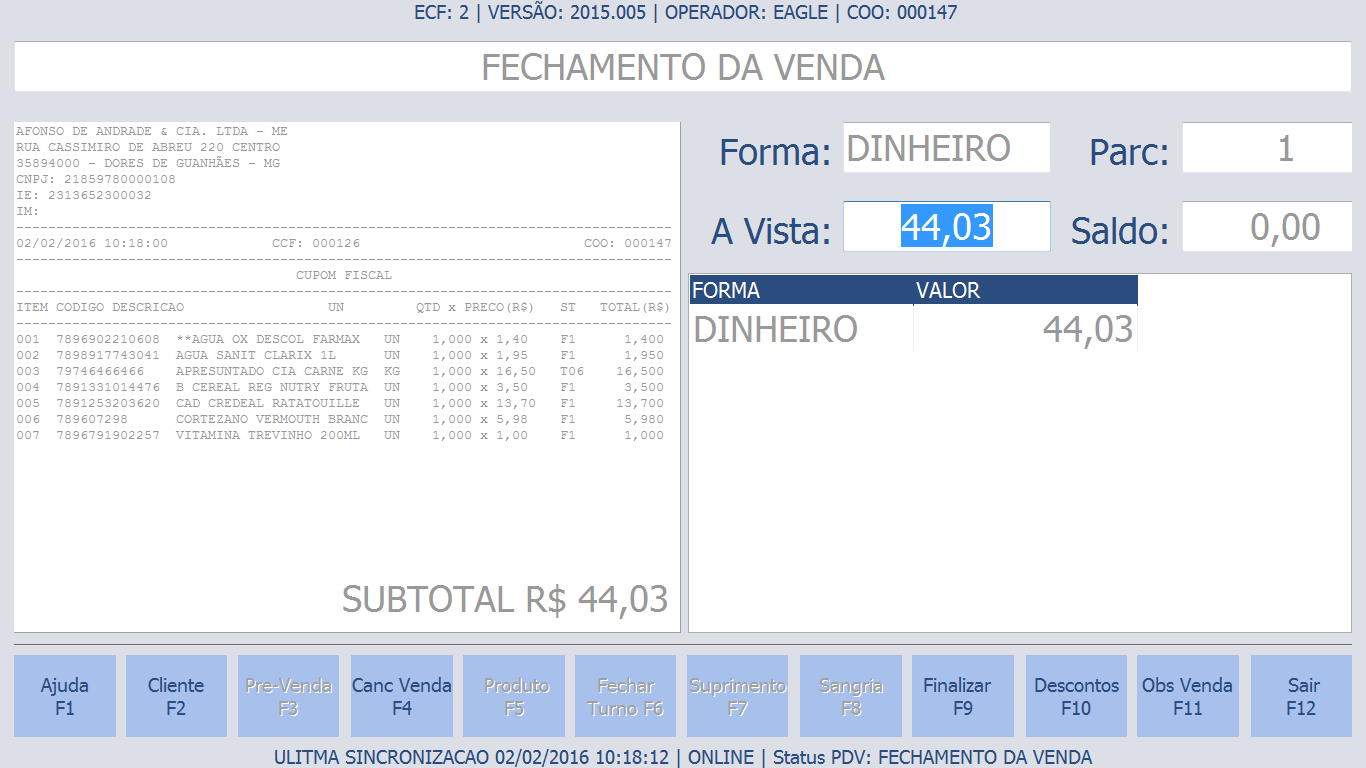 ECF: 2 | VERSÃO: 2015.005 | OPERADOR: EAGLE | COO: 000147
FECHAMENTO DA VENDA
AFONSO DE ANDRADE & CIA. LTDA - ME
RUA CASSIMIRO DE ABREU 220 CENTRO
35894000 - DORES DE GUANHÃES - MG
CNPJ: 21859780000108
IE: 2313652300032
IM:
02/02/2016 10:18:00 CCF: 000126 COO: 000147
CUPOM FISCAL
ITEM CODIGO DESCRICAO UN QTD x PRECO(R$) ST TOTAL(R$)
001 7896902210608 **AGUA OX DESCOL FARMAX UN 1,000 x 1,40 F1 1,400
002 7898917743041 AGUA SANIT CLARIX 1L UN 1,000 x 1,95 F1 1,950
003 79746466466 APRESUNTADO CIA CARNE KG KG 1,000 x 16,50 T06 16,500
004 7891331014476 B CEREAL REG NUTRY FRUTA UN 1,000 x 3,50 F1 3,500
005 7891253203620 CAD CREDEAL RATATOUILLE UN 1,000 x 13,70 F1 13,700
006 789607298 CORTEZANO VERMOUTH BRANC UN 1,000 x 5,98 F1 5,980
007 7896791902257 VITAMINA TREVINHO 200ML UN 1,000 x 1,00 F1 1,000
SUBTOTAL R$ 44,03
Forma: DINHEIRO Parc: 1
A Vista: 44,03 Saldo: 0,00
FORMA VALOR
DINHEIRO 44,03
Ajuda F1
Cliente F2
Pre-Venda F3
Canc Venda F4
Produto F5
Fechar Turno F6
Suprimento F7
Sangria F8
Finalizar F9
Descontos F10
Obs Venda F11
Sair F12
ULITMA SINCRONIZACAO 02/02/2016 10:18:12 | ONLINE | Status PDV: FECHAMENTO DA VENDA